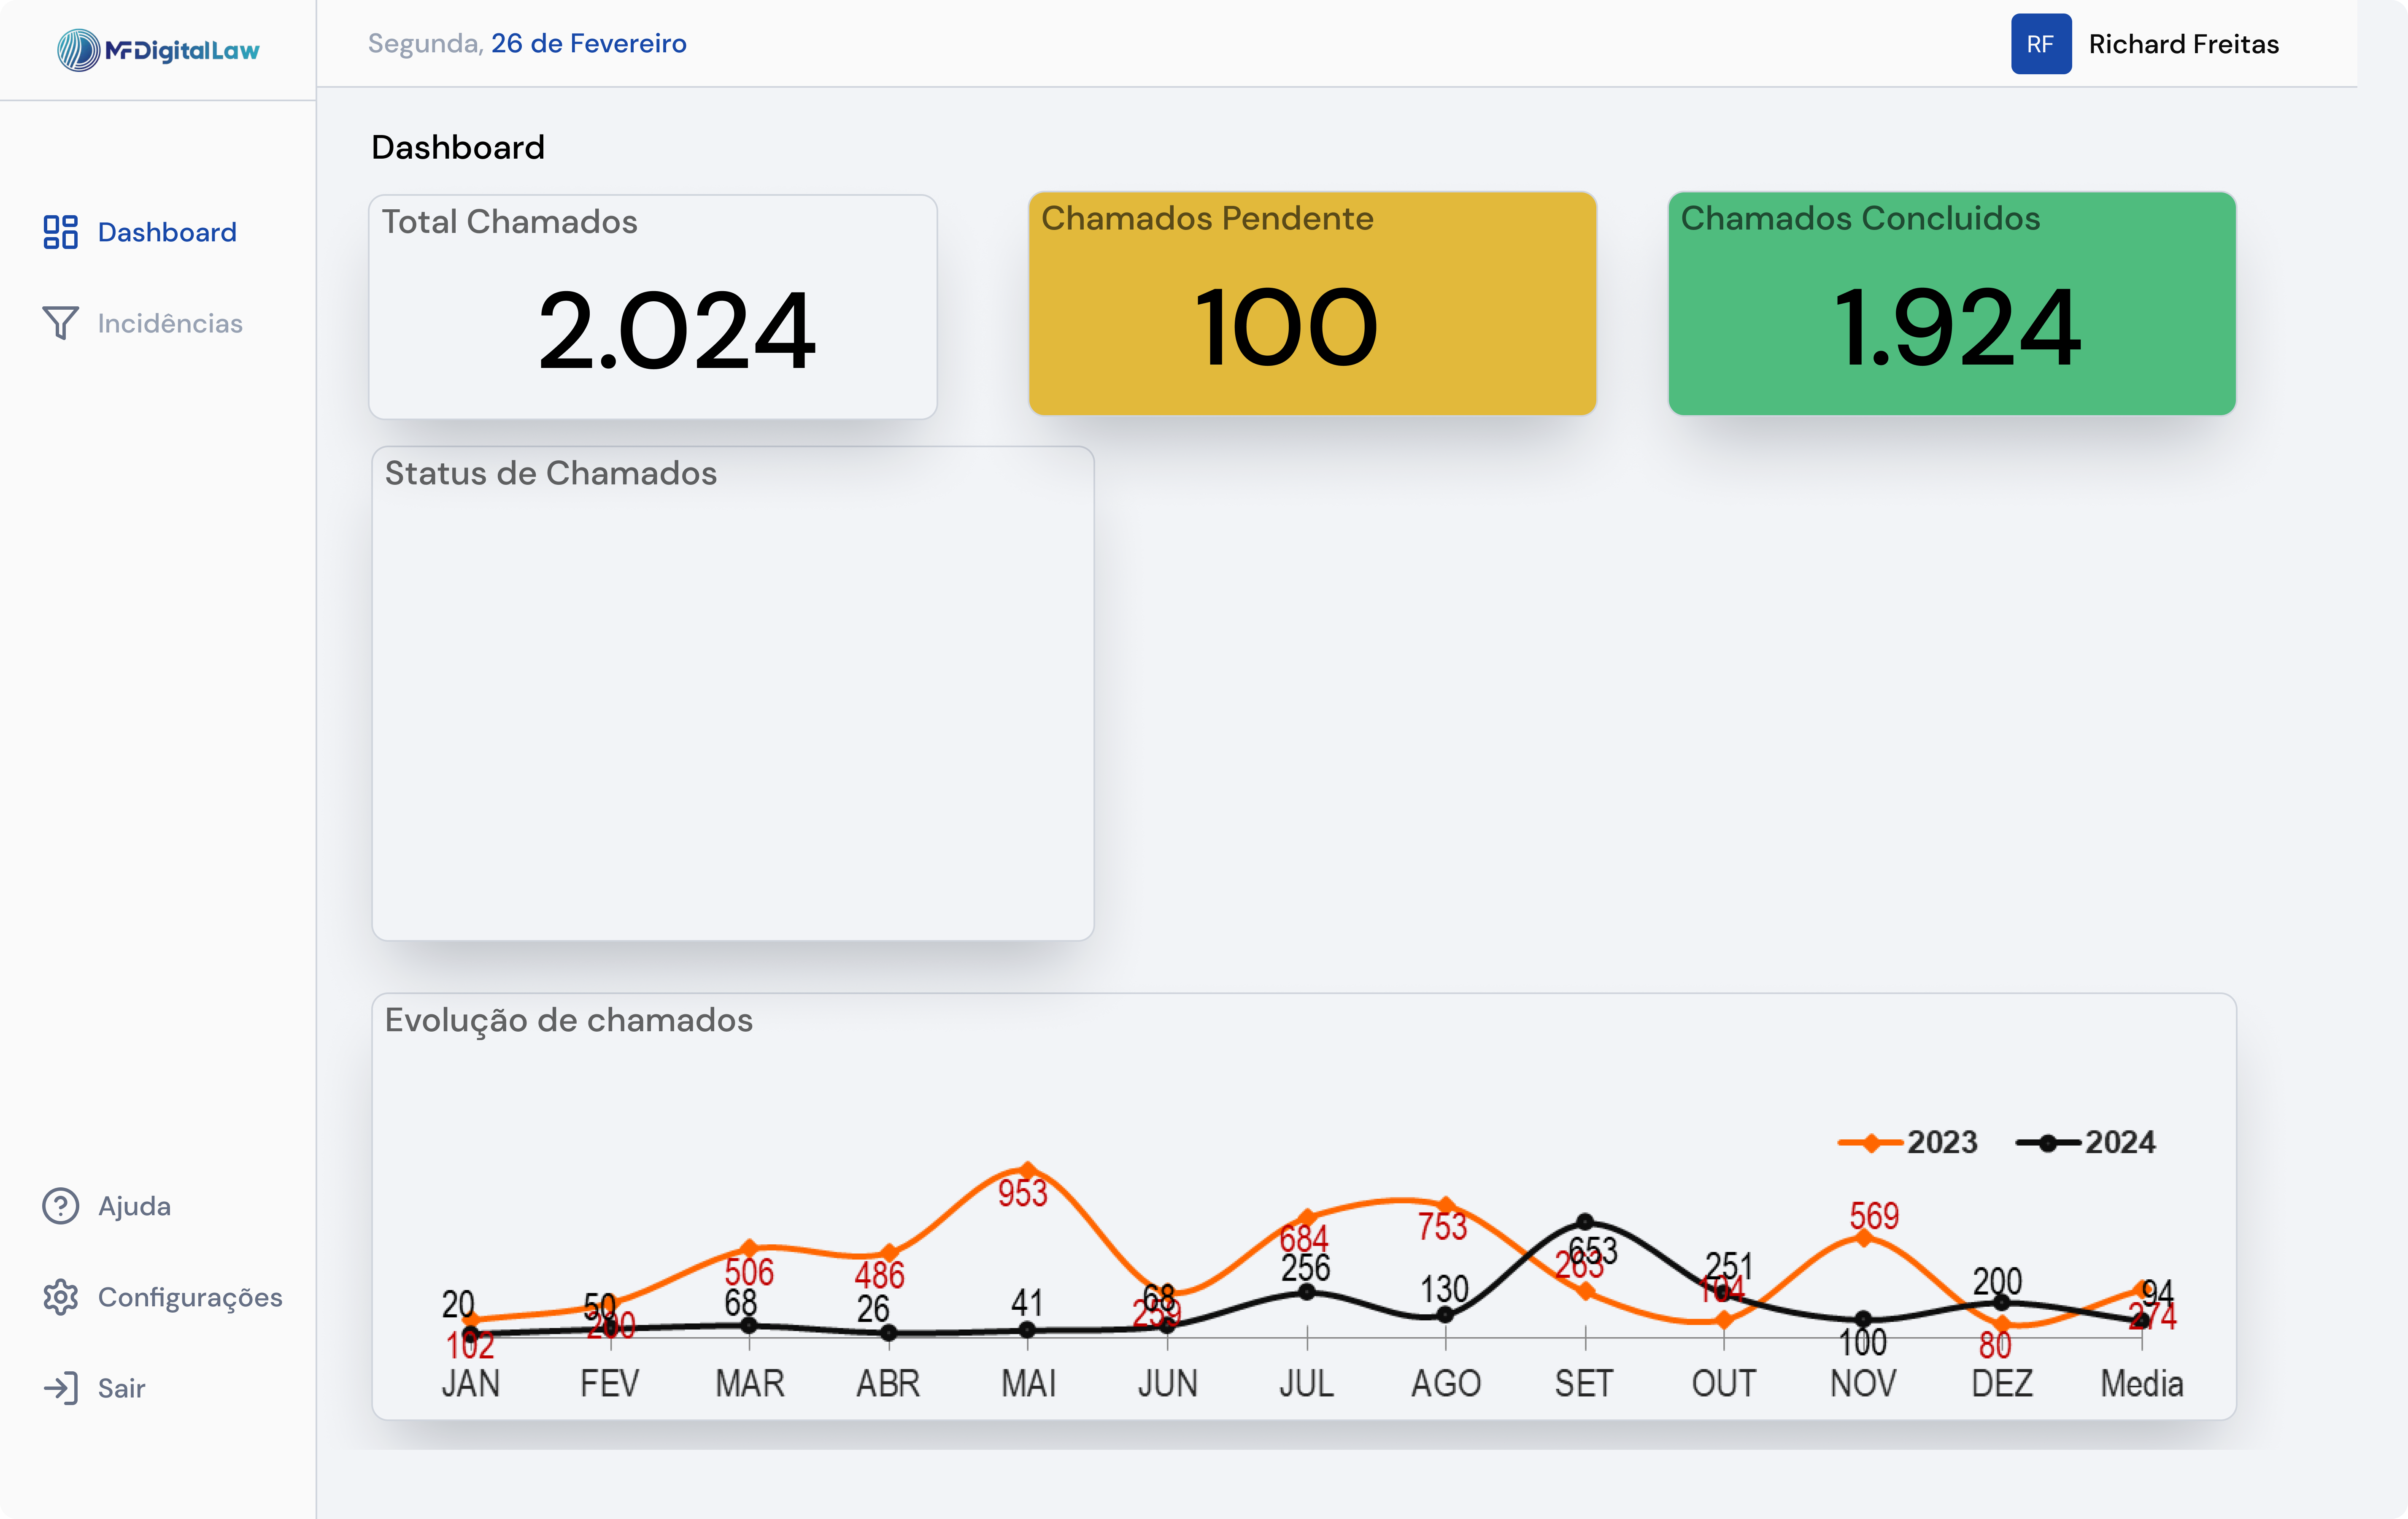 MFDigitalLaw
Segunda, 26 de Fevereiro
RF
Richard Freitas
Dashboard
Incidências
Ajuda
Configurações
Sair
Dashboard
Total Chamados
2.024
Chamados Pendente
100
Chamados Concluidos
1.924
Status de Chamados
Evolução de chamados
2023
2024
953
569
684
753
653
263
506
486
256
251
104
20
50
68
26
41
68
259
130
200
94
274
102
200
100
80
JAN
FEV
MAR
ABR
MAI
JUN
JUL
AGO
SET
OUT
NOV
DEZ
Media